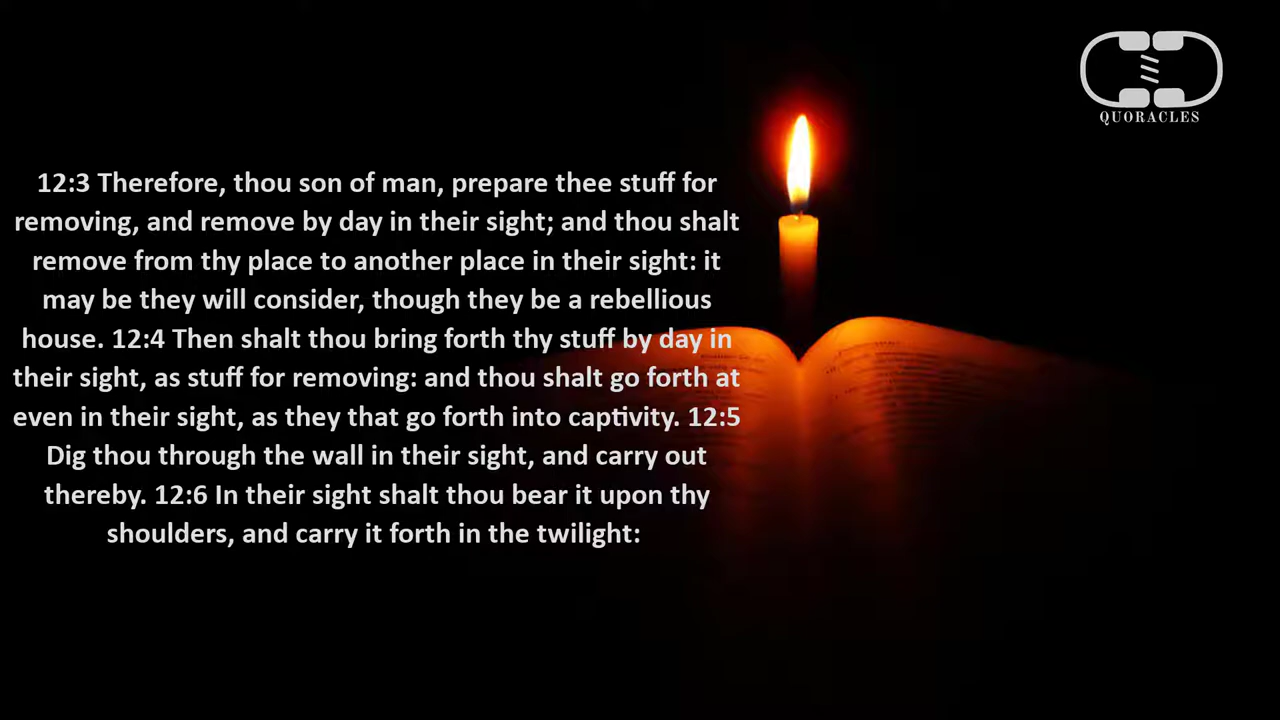 QUORACLES
12:3 Therefore, thou son of man, prepare thee stuff for
removing, and remove by day in their sight; and thou shalt
remove from thy place to another place in their sight: it
may be they will consider, though they be a rebellious
house. 12:4 Then shalt thou bring forth thy stuff by day in
their sight, as stuff for removing: and thou shalt go forth at
even in their sight, as they that go forth into captivity. 12:5
Dig thou through the wall in their sight, and carry out
thereby. 12:6 In their sight shalt thou bear it upon thy
shoulders, and carry it forth in the twilight: